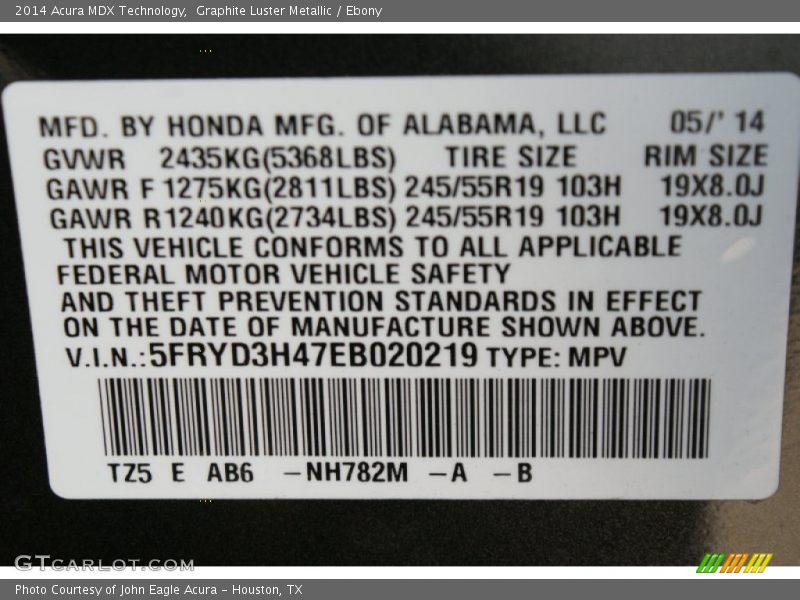 2014 Acura MDX Technology,  Graphite Luster Metallic / Ebony
MFD. BY HONDA MFG. OF ALABAMA, LLC 05/' 14
GVWR 2435KG(5368LBS) TIRE SIZE RIM SIZE
GAWR F 1275KG(2811LBS) 245/55R19 103H 19X8.0J
GAWR R 1240KG(2734LBS) 245/55R19 103H 19X8.0J
THIS VEHICLE CONFORMS TO ALL APPLICABLE
FEDERAL MOTOR VEHICLE SAFETY
AND THEFT PREVENTION STANDARDS IN EFFECT
ON THE DATE OF MANUFACTURE SHOWN ABOVE.
V.I.N.:5FRYD3H47EB020219 TYPE: MPV
TZ5 E AB6 –NH782M –A –B
GTCARLOT.COM
Photo Courtesy of John Eagle Acura - Houston, TX